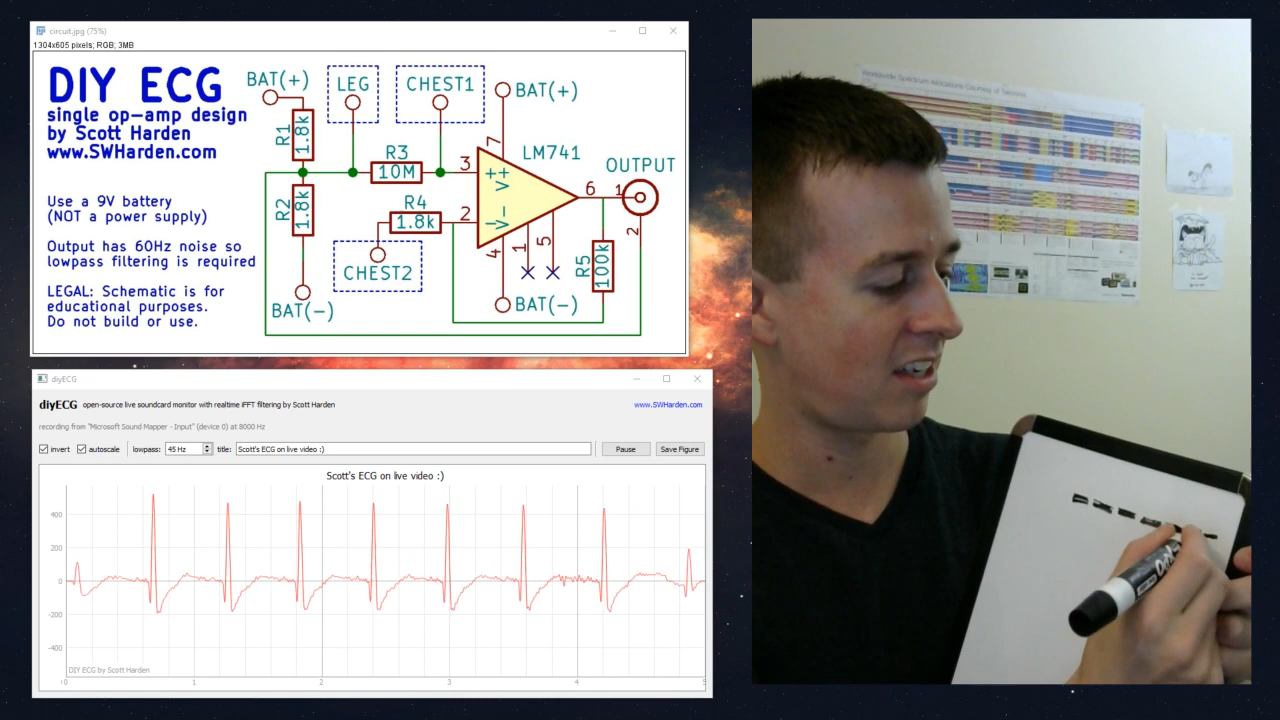 circuit.jpg (75%)
1304x605 pixels; RGB; 3MB
DIY ECG
single op-amp design
by Scott Harden
www.SWHarden.com
Use a 9V battery
(NOT a power supply)
Output has 60Hz noise so
lowpass filtering is required
LEGAL: Schematic is for
educational purposes.
Do not build or use.
BAT(+)
LEG
CHEST1
BAT(+)
R1
1.8k
R3
10M
3
7
LM741
OUTPUT
++
V+
6
1
R2
1.8k
R4
1.8k
2
V-
4
1
5
2
R5
100k
CHEST2
BAT(-)
BAT(-)
diyECG
diyECG open-source live soundcard monitor with realtime iFFT filtering by Scott Harden www.SWHarden.com
recording from "Microsoft Sound Mapper - Input" (device 0) at 8000 Hz
invert autoscale lowpass: 45 Hz title: Scott's ECG on live video :) Pause Save Figure
Scott's ECG on live video :)
400
200
0
-200
-400
DIY ECG by Scott Harden
0 1 2 3 4 5
Worldwide Spectrum Allocations Courtesy of Tektronix